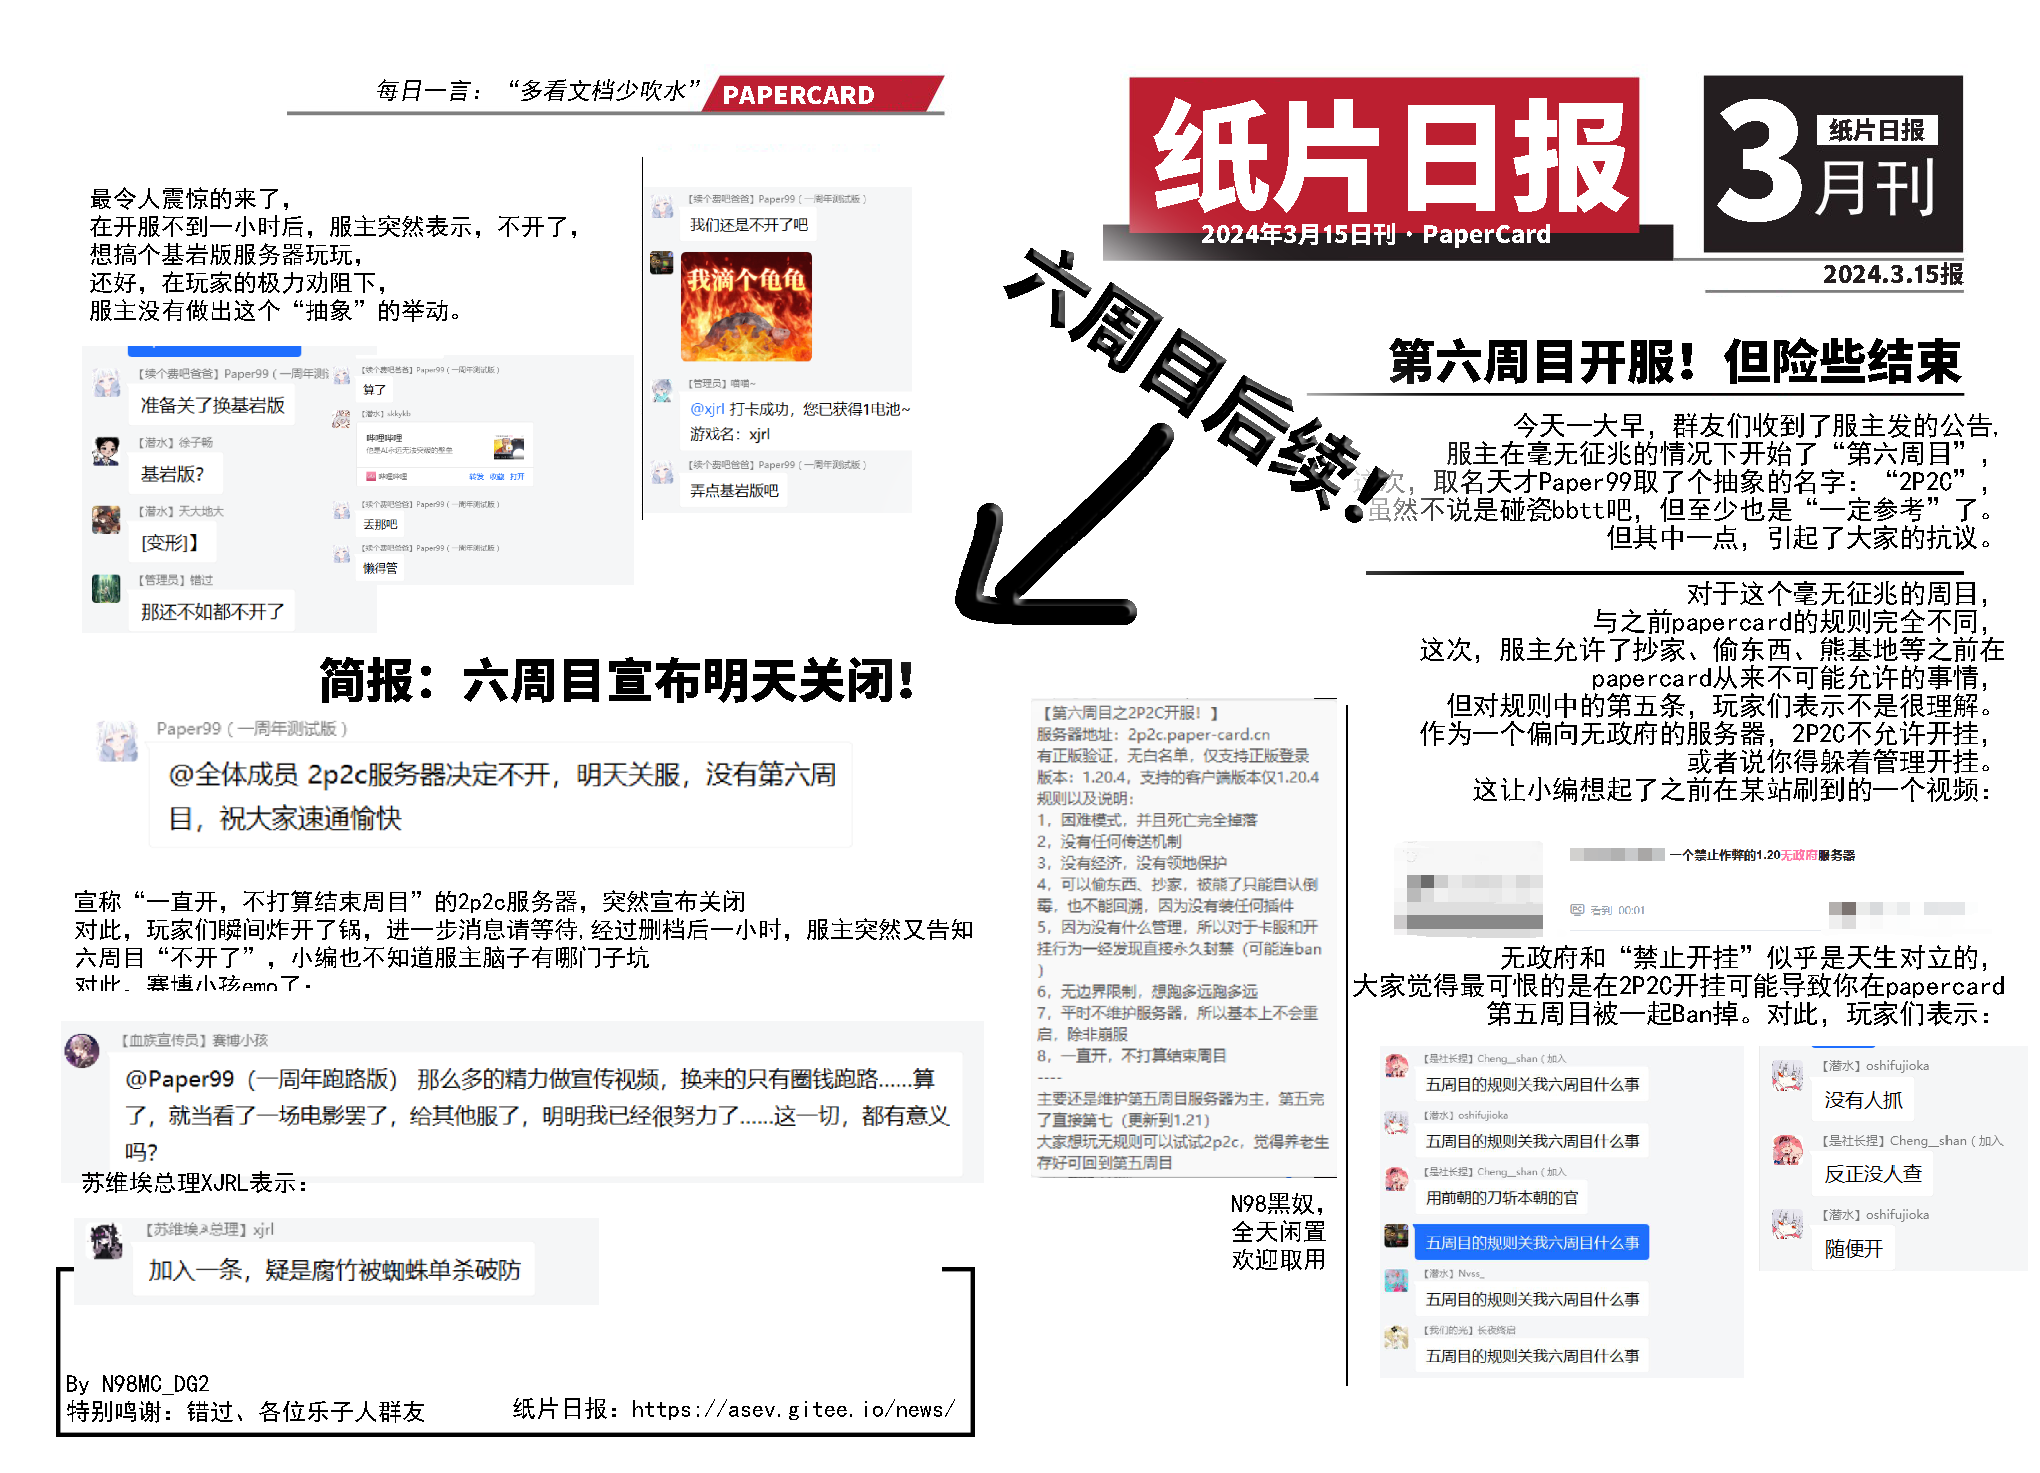 每日一言：“多看文档少吹水”
PAPERCARD
最令人震惊的来了，
在开服不到一小时后，服主突然表示，不开了，
想搞个基岩版服务器玩玩，
还好，在玩家的极力劝阻下，
服主没有做出这个“抽象”的举动。
【续个费吧爸爸】Paper99（一周年测试版）
我们还是不开了吧
我滴个龟龟
【管理员】喵喵~
@xjrl 打卡成功，您已获得1电池~
游戏名：xjrl
【续个费吧爸爸】Paper99（一周年测试版）
弄点基岩版吧
【续个费吧爸爸】Paper99（一周年测
准备关了换基岩版
【潜水】徐子畅
基岩版?
【潜水】天大地大
[变形]】
【管理员】错过
那还不如都不开了
【续个费吧爸爸】Paper99（一周年测试版）
算了
【潜水】skkykb
哔哩哔哩
哔哩哔哩
转发 收藏 打开
【续个费吧爸爸】Paper99（一周年测试版）
丢那吧
【续个费吧爸爸】Paper99（一周年测试版）
懒得管
简报：六周目宣布明天关闭！
Paper99（一周年测试版）
@全体成员 2p2c服务器决定不开，明天关服，没有第六周
目，祝大家速通愉快
宣称“一直开，不打算结束周目”的2p2c服务器，突然宣布关闭
对此，玩家们瞬间炸开了锅，进一步消息请等待,经过删档后一小时，服主突然又告知
六周目“不开了”，小编也不知道服主脑子有哪门子坑
对此，赛博小孩emo了：
【血族宣传员】赛博小孩
@Paper99（一周年跑路版） 那么多的精力做宣传视频，换来的只有圈钱跑路......算
了，就当看了一场电影罢了，给其他服了，明明我已经很努力了......这一切，都有意义
吗?
苏维埃总理XJRL表示：
【苏维埃☭总理】xjrl
加入一条，疑是腐竹被蜘蛛单杀破防
By N98MC_DG2
特别鸣谢：错过、各位乐子人群友
纸片日报：https://asev.gitee.io/news/
纸片日报
2024年3月15日刊 · PaperCard
3
纸片日报
月刊
2024.3.15报
六周目后续！
第六周目开服！但险些结束
今天一大早，群友们收到了服主发的公告，
服主在毫无征兆的情况下开始了“第六周目”，
这次，取名天才Paper99取了个抽象的名字：“2P2C”，
虽然不说是碰瓷bbtt吧，但至少也是“一定参考”了。
但其中一点，引起了大家的抗议。
对于这个毫无征兆的周目，
与之前papercard的规则完全不同，
这次，服主允许了抄家、偷东西、熊基地等之前在
papercard从来不可能允许的事情，
但对规则中的第五条，玩家们表示不是很理解。
作为一个偏向无政府的服务器，2P2C不允许开挂，
或者说你得躲着管理开挂。
这让小编想起了之前在某站刷到的一个视频：
一个禁止作弊的1.20无政府服务器
看到 00:01
无政府和“禁止开挂”似乎是天生对立的，
大家觉得最可恨的是在2P2C开挂可能导致你在papercard
第五周目被一起Ban掉。对此，玩家们表示：
【第六周目之2P2C开服！】
服务器地址：2p2c.paper-card.cn
有正版验证，无白名单，仅支持正版登录
版本：1.20.4，支持的客户端版本仅1.20.4
规则以及说明：
1，困难模式，并且死亡完全掉落
2，没有任何传送机制
3，没有经济，没有领地保护
4，可以偷东西、抄家，被熊了只能自认倒
霉，也不能回溯，因为没有装任何插件
5，因为没有什么管理，所以对于卡服和开
挂行为一经发现直接永久封禁（可能连ban
）
6，无边界限制，想跑多远跑多远
7，平时不维护服务器，所以基本上不会重
启，除非崩服
8，一直开，不打算结束周目
----
主要还是维护第五周目服务器为主，第五完
了直接第七（更新到1.21）
大家想玩无规则可以试试2p2c，觉得养老生
存好可回到第五周目
N98黑奴，
全天闲置
欢迎取用
【是社长捏】Cheng__shan（加入
五周目的规则关我六周目什么事
【潜水】oshifujioka
五周目的规则关我六周目什么事
【是社长捏】Cheng__shan（加入
用前朝的刀斩本朝的官
五周目的规则关我六周目什么事
【潜水】Nvss_
五周目的规则关我六周目什么事
【我们的光】长夜终启
五周目的规则关我六周目什么事
【潜水】oshifujioka
没有人抓
【是社长捏】Cheng__shan（加入
反正没人查
【潜水】oshifujioka
随便开